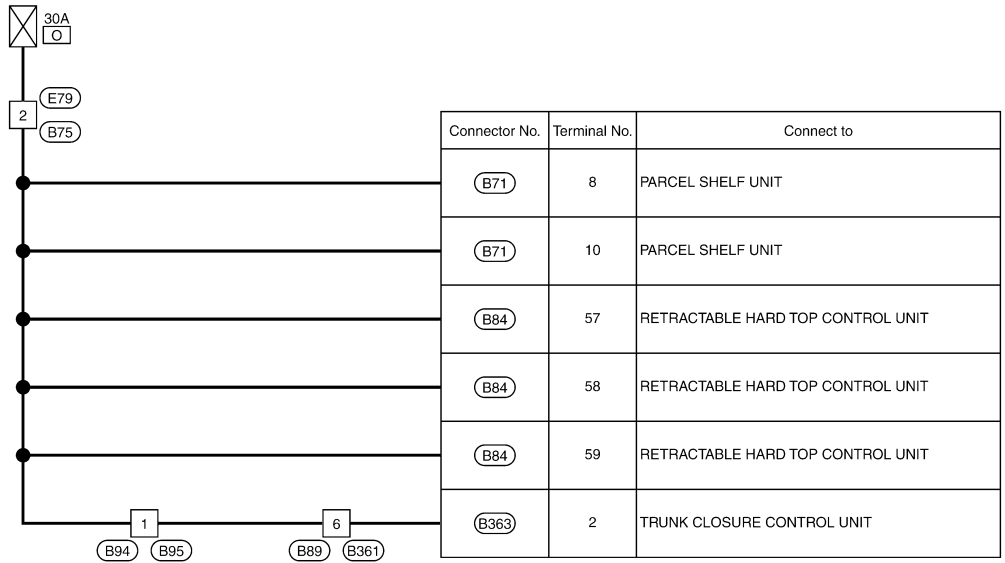 30A
O
E79
2
B75
Connector No. Terminal No. Connect to
B71 8 PARCEL SHELF UNIT
B71 10 PARCEL SHELF UNIT
B84 57 RETRACTABLE HARD TOP CONTROL UNIT
B84 58 RETRACTABLE HARD TOP CONTROL UNIT
B84 59 RETRACTABLE HARD TOP CONTROL UNIT
1 6 B363 2 TRUNK CLOSURE CONTROL UNIT
B94 B95 B89 B361